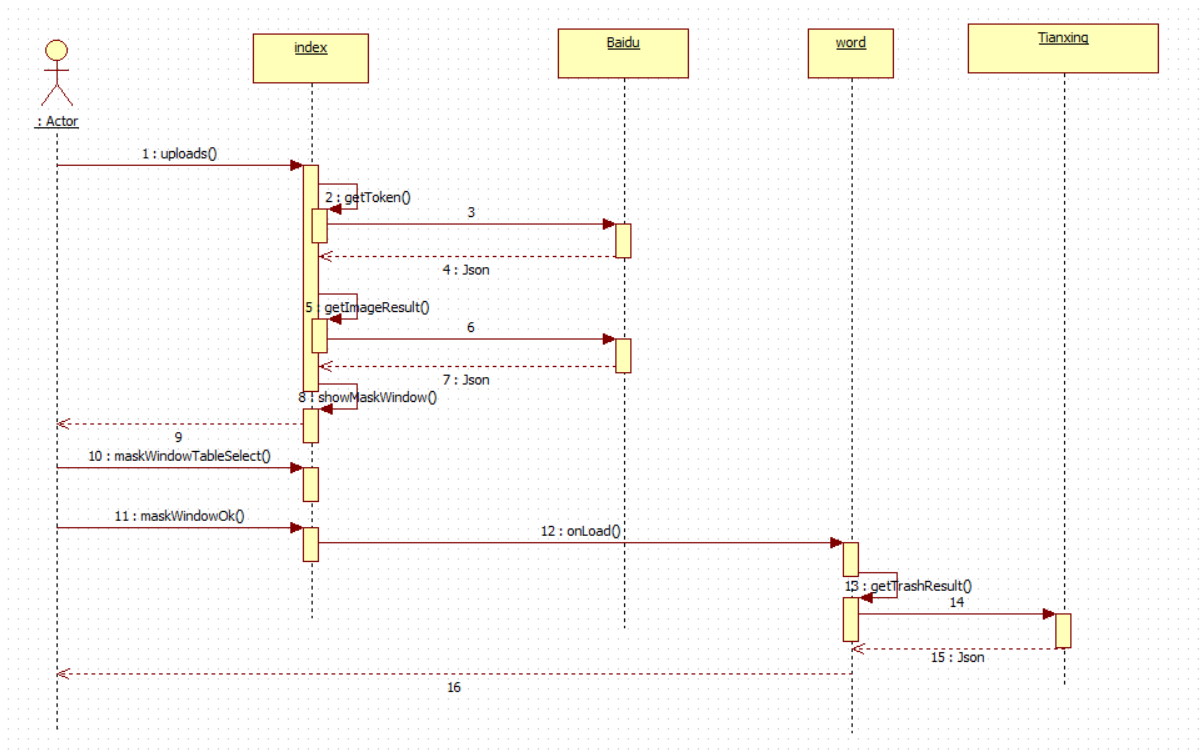 index
Baidu
word
Tianxing
: Actor
1 : uploads()
2 : getToken()
3
4 : Json
5 : getImageResult()
6
7 : Json
8 : showMaskWindow()
9
10 : maskWindowTableSelect()
11 : maskWindowOk()
12 : onLoad()
13 : getTrashResult()
14
15 : Json
16